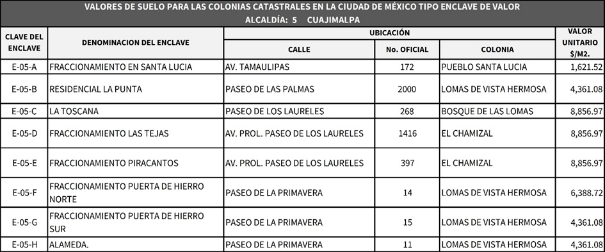 VALORES DE SUELO PARA LAS COLONIAS CATASTRALES EN LA CIUDAD DE MÉXICO TIPO ENCLAVE DE VALOR
ALCALDÍA: 5 CUAJIMALPA
CLAVE DEL ENCLAVE DENOMINACION DEL ENCLAVE UBICACIÓN VALOR UNITARIO $/M2.
CALLE No. OFICIAL COLONIA
E-05-A FRACCIONAMIENTO EN SANTA LUCIA AV. TAMAULIPAS 172 PUEBLO SANTA LUCIA 1,621.52
E-05-B RESIDENCIAL LA PUNTA PASEO DE LAS PALMAS 2000 LOMAS DE VISTA HERMOSA 4,361.08
E-05-C LA TOSCANA PASEO DE LOS LAURELES 268 BOSQUE DE LAS LOMAS 8,856.97
E-05-D FRACCIONAMIENTO LAS TEJAS AV. PROL. PASEO DE LOS LAURELES 1416 EL CHAMIZAL 8,856.97
E-05-E FRACCIONAMIENTO PIRACANTOS AV. PROL. PASEO DE LOS LAURELES 397 EL CHAMIZAL 8,856.97
E-05-F FRACCIONAMIENTO PUERTA DE HIERRO NORTE PASEO DE LA PRIMAVERA 14 LOMAS DE VISTA HERMOSA 6,388.72
E-05-G FRACCIONAMIENTO PUERTA DE HIERRO SUR PASEO DE LA PRIMAVERA 15 LOMAS DE VISTA HERMOSA 4,361.08
E-05-H ALAMEDA. PASEO DE LA PRIMAVERA 11 LOMAS DE VISTA HERMOSA 4,361.08